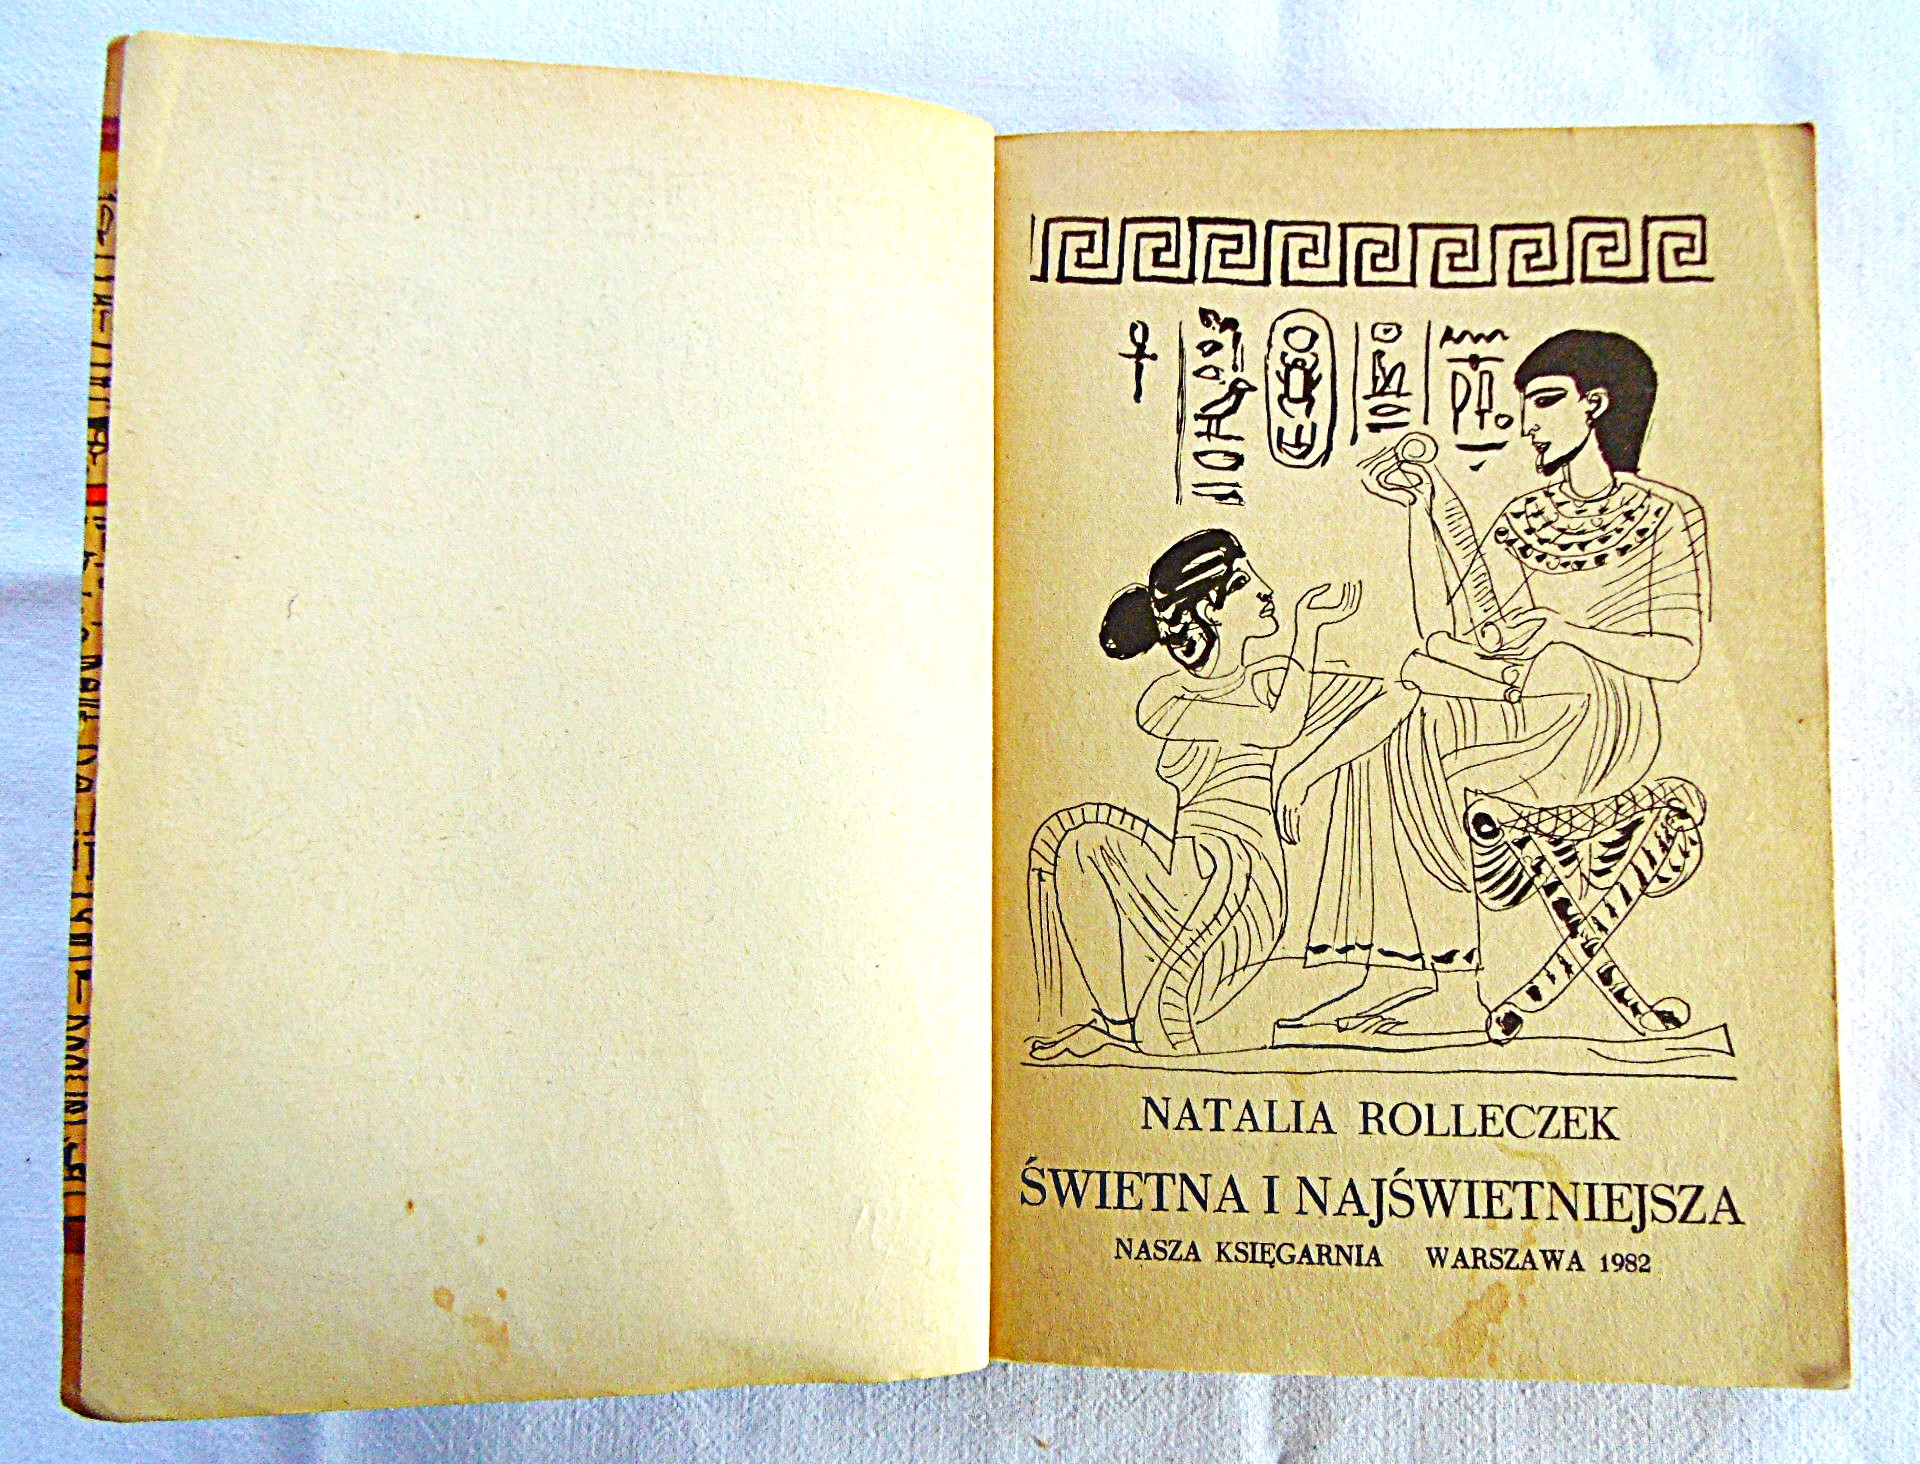 NATALIA ROLLECZEK
ŚWIETNA I NAJŚWIETNIEJSZA
NASZA KSIĘGARNIA WARSZAWA 1982